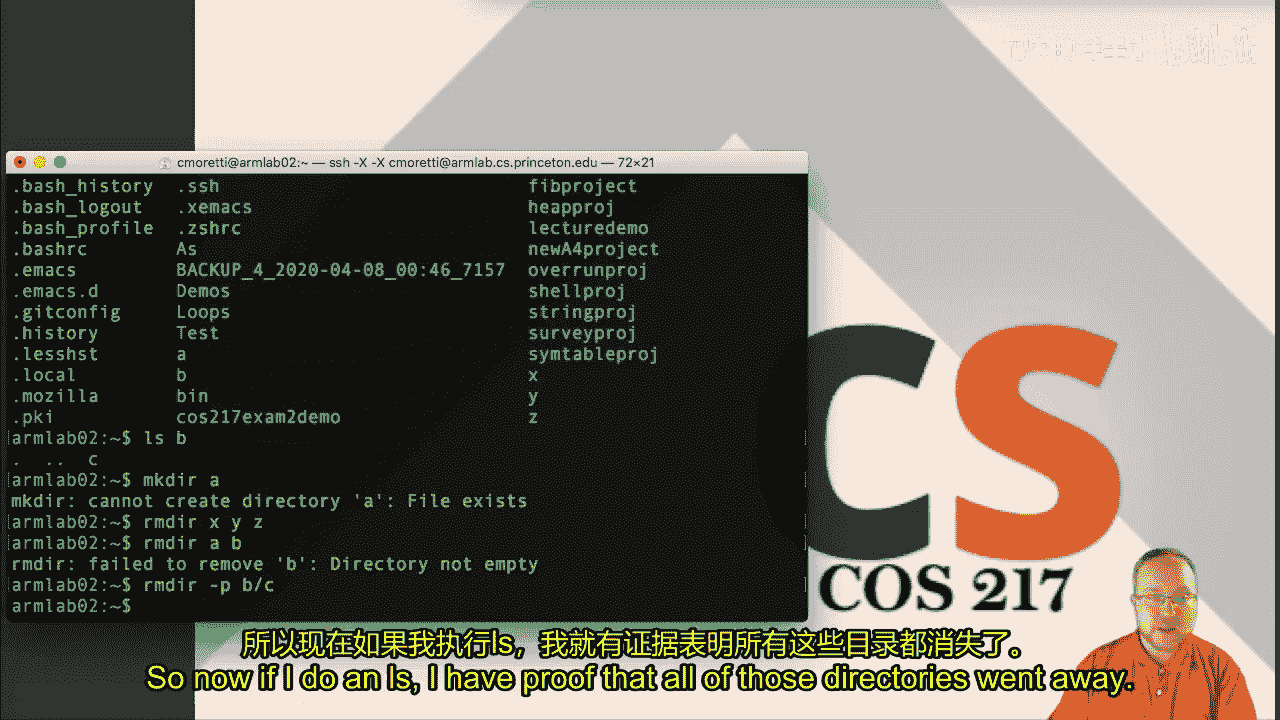 cmoretti@armlab02:~ — ssh -X -X cmoretti@armlab.cs.princeton.edu — 72×21
.bash_history .ssh fibproject
.bash_logout .xemacs heapproj
.bash_profile .zshrc lecturedemo
.bashrc As newA4project
.emacs BACKUP_4_2020-04-08_00:46_7157 overrunproj
.emacs.d Demos shellproj
.gitconfig Loops stringproj
.history Test surveyproj
.lesshst a symtableproj
.local b x
.mozilla bin y
.pki cos217exam2demo z
armlab02:~$ ls b
. .. c
armlab02:~$ mkdir a
mkdir: cannot create directory 'a': File exists
armlab02:~$ rmdir x y z
armlab02:~$ rmdir a b
rmdir: failed to remove 'b': Directory not empty
armlab02:~$ rmdir -p b/c
armlab02:~$
CS
COS 217
所以现在如果我执行ls，我就有证据表明所有这些目录都消失了。
So now if I do an ls, I have proof that all of those directories went away.